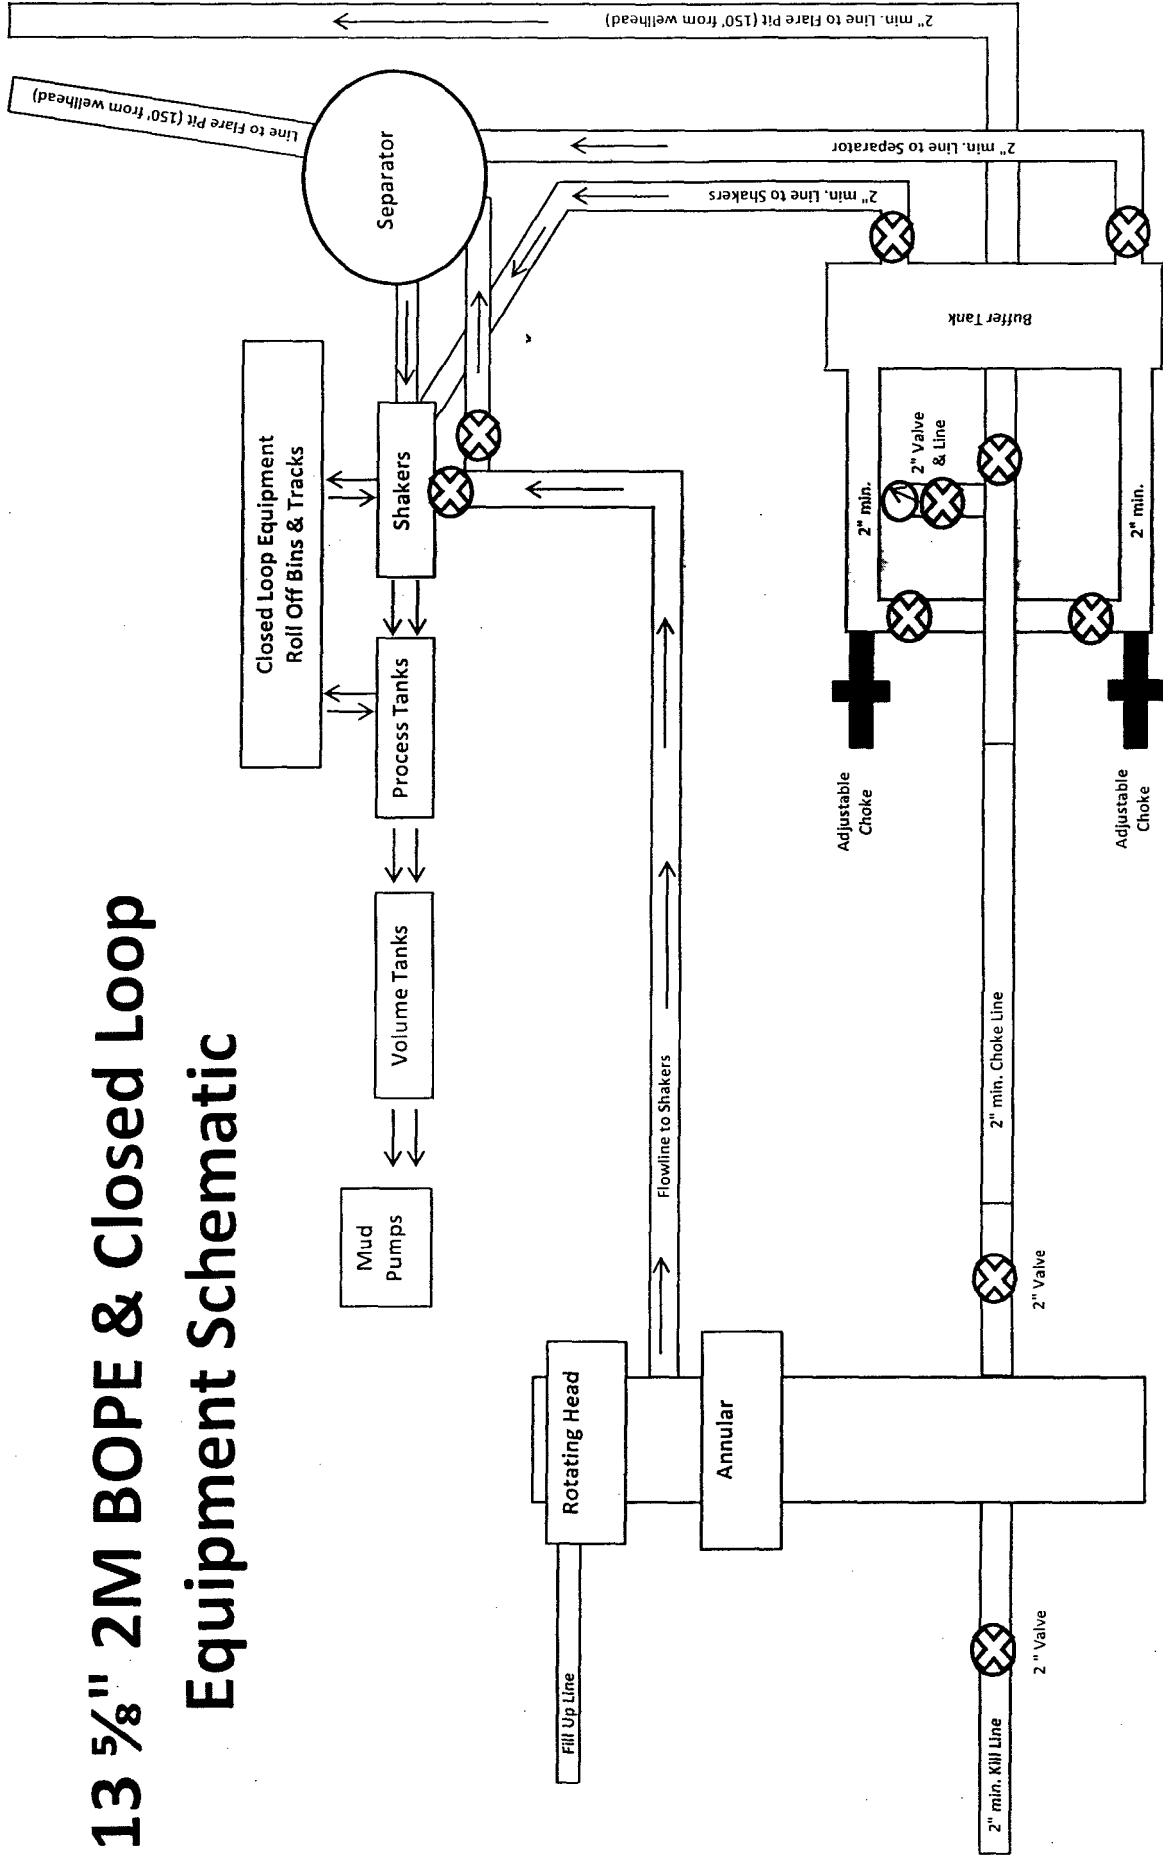 13 ⅝" 2M BOPE & Closed Loop
Equipment Schematic
2" min. Line to Flare Pit (150' from wellhead)
Line to Flare Pit (150' from wellhead)
Separator
2" min. Line to Separator
2" min. Line to Shakers
Closed Loop Equipment
Roll Off Bins & Tracks
Shakers
Process Tanks
Volume Tanks
Mud
Pumps
Buffer Tank
2" Valve
& Line
2" min.
2" min.
Adjustable
Choke
Adjustable
Choke
Flowline to Shakers
2" min. Choke Line
2" Valve
Rotating Head
Annular
Fill Up Line
2" min. Kill Line
2 " Valve